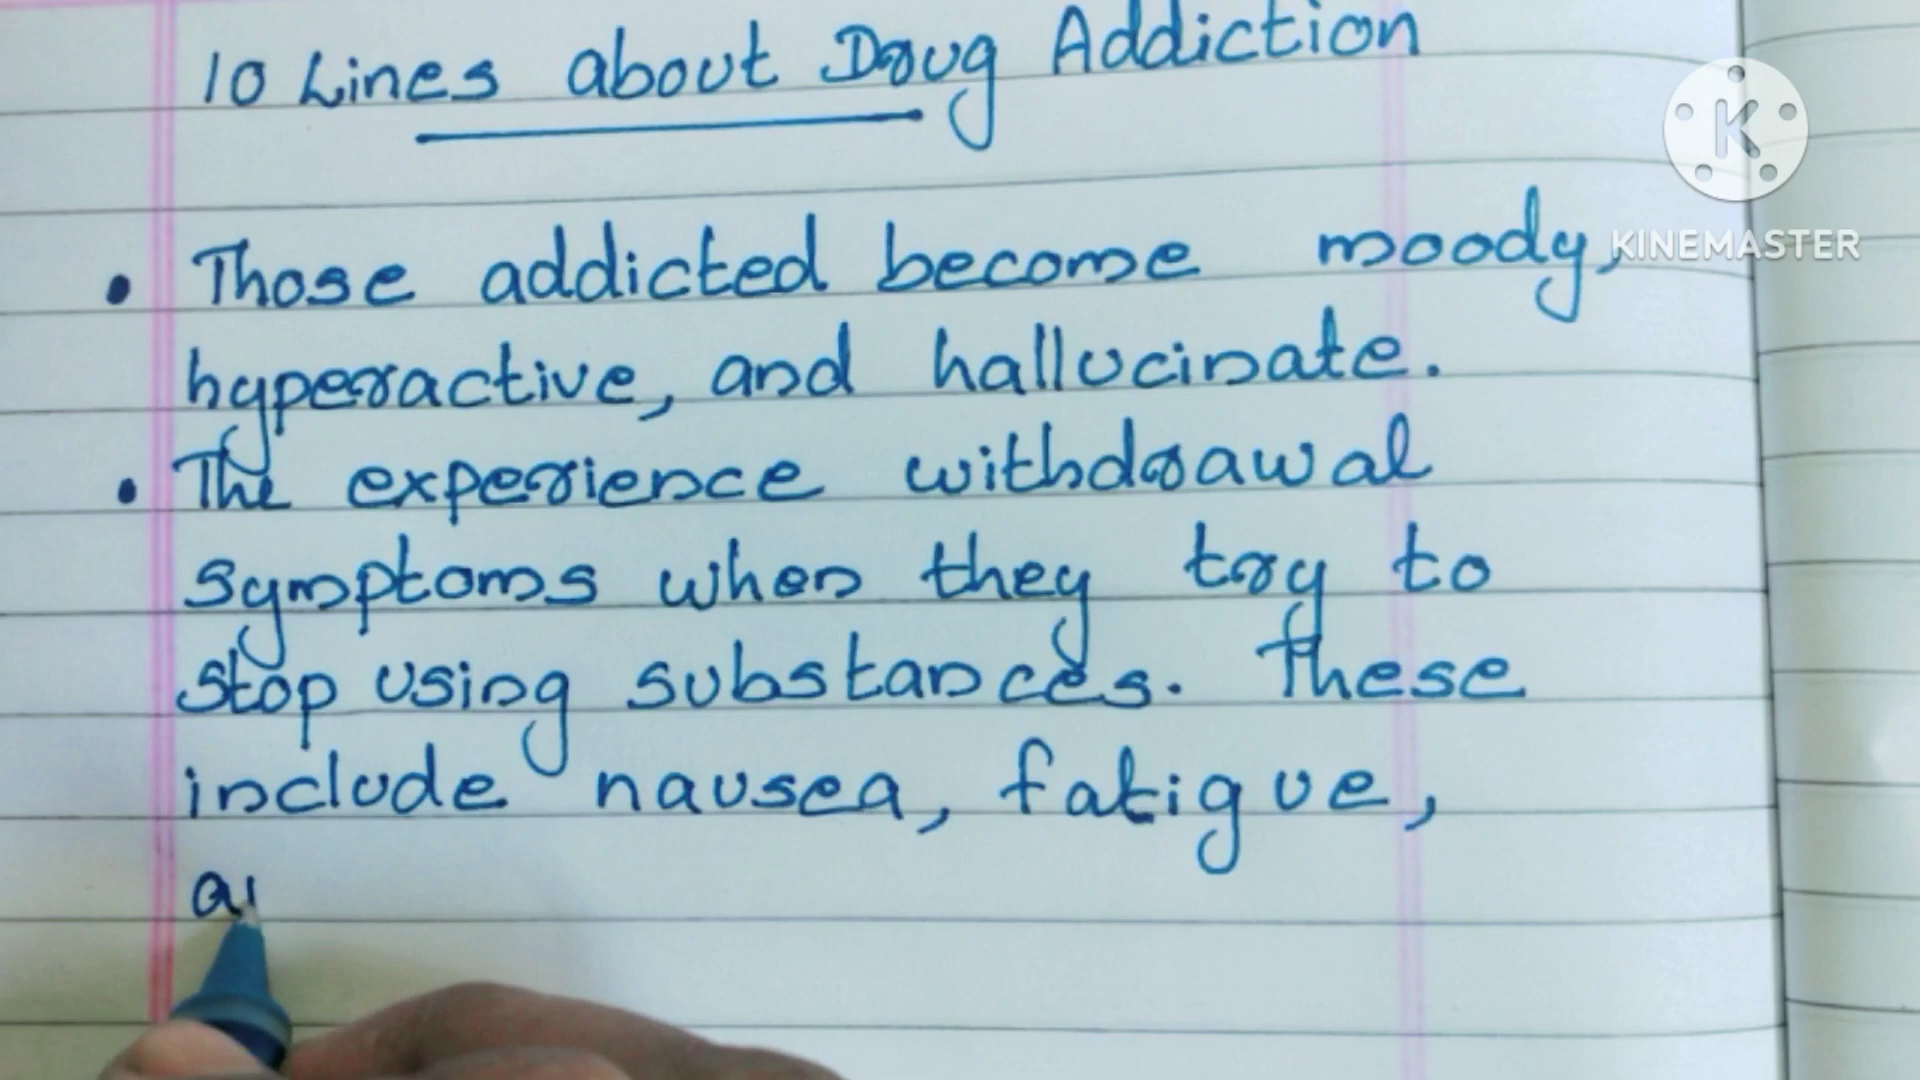 10 Lines about Drug Addiction
K
KINEMASTER
• Those addicted become moody,
hyperactive, and hallucinate.
• The experience withdrawal
symptoms when they try to
stop using substances. These
include nausea, fatigue,